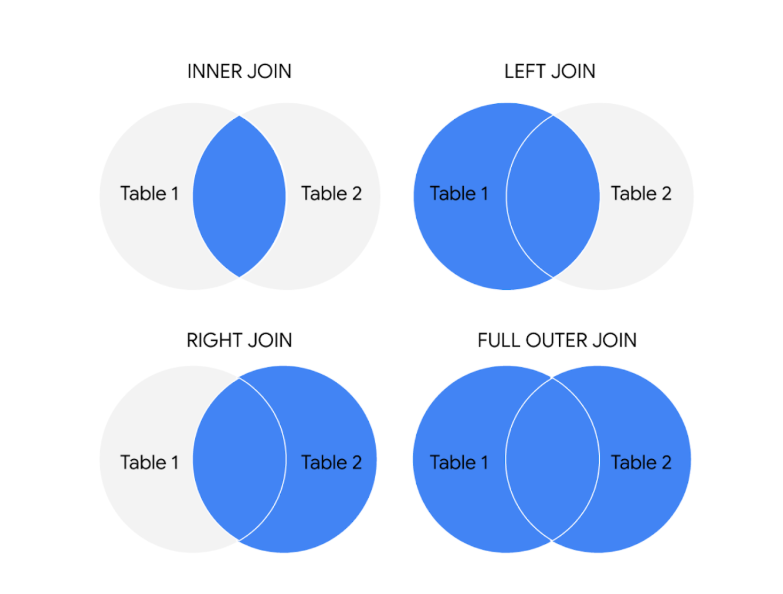 INNER JOIN
LEFT JOIN
Table 1
Table 2
Table 1
Table 2
RIGHT JOIN
FULL OUTER JOIN
Table 1
Table 2
Table 1
Table 2